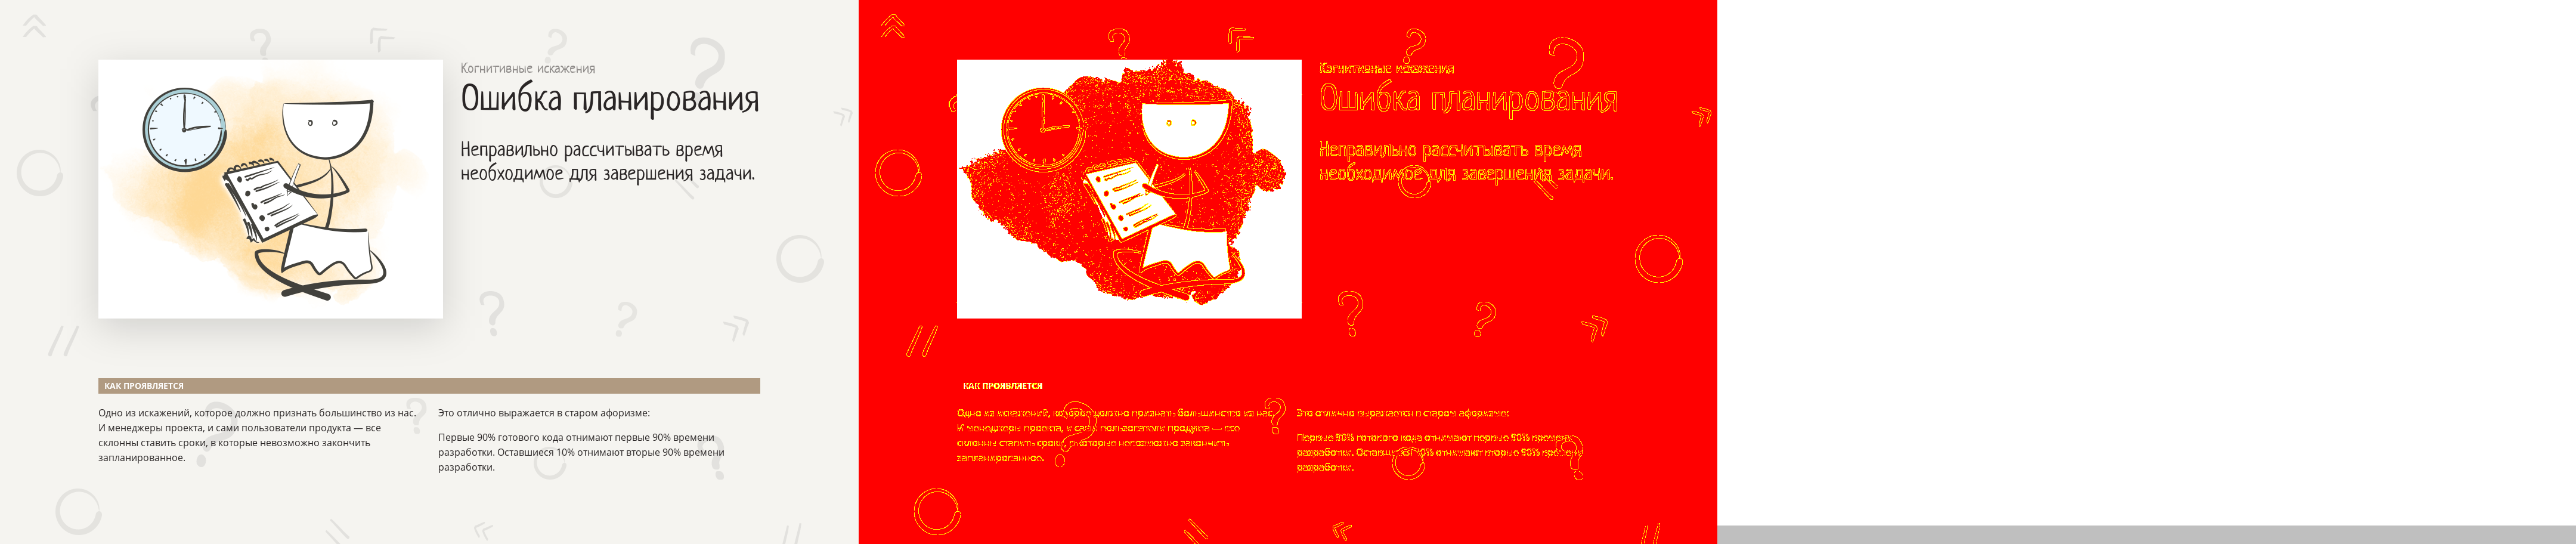 Когнитивные искажения
Ошибка планирования
Неправильно рассчитывать время
необходимое для завершения задачи.
КАК ПРОЯВЛЯЕТСЯ
Одно из искажений, которое должно признать большинство из нас.
И менеджеры проекта, и сами пользователи продукта — все
склонны ставить сроки, в которые невозможно закончить
запланированное.
Это отлично выражается в старом афоризме:
Первые 90% готового кода отнимают первые 90% времени
разработки. Оставшиеся 10% отнимают вторые 90% времени
разработки.
Когнитивные искажения
Ошибка планирования
Неправильно рассчитывать время
необходимое для завершения задачи.
КАК ПРОЯВЛЯЕТСЯ
Одно из искажений, которое должно признать большинство из нас.
И менеджеры проекта, и сами пользователи продукта — все
склонны ставить сроки, в которые невозможно закончить
запланированное.
Это отлично выражается в старом афоризме:
Первые 90% готового кода отнимают первые 90% времени
разработки. Оставшиеся 10% отнимают вторые 90% времени
разработки.